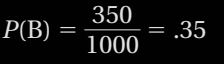 P(B) = 350/1000 = .35